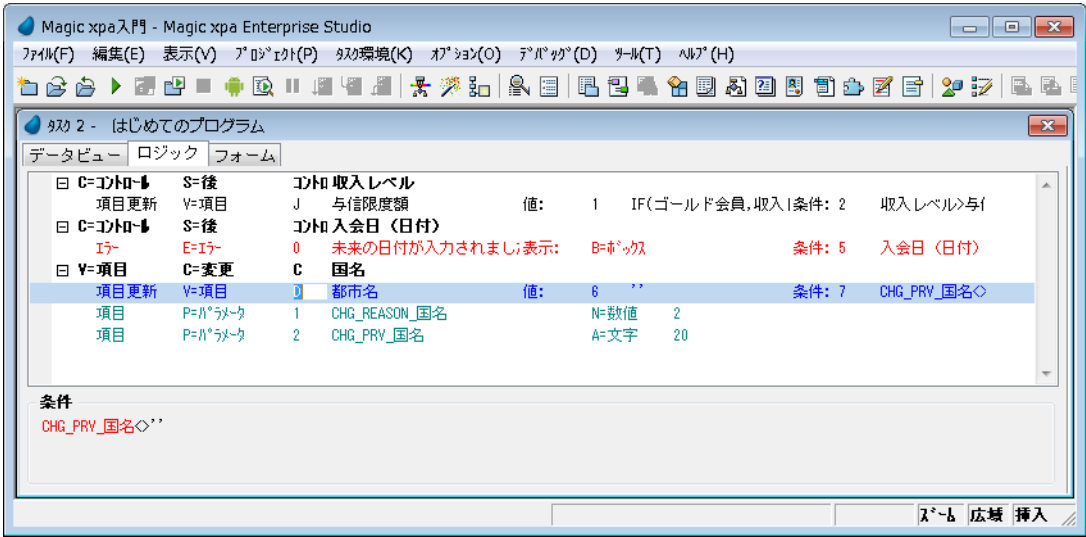 Magic xpa入門 - Magic xpa Enterprise Studio
ﾌｧｲﾙ(F) 編集(E) 表示(V) ﾌﾟﾛｼﾞｪｸﾄ(P) ﾀｽｸ環境(K) ｵﾌﾟｼｮﾝ(O) ﾃﾞﾊﾞｯｸﾞ(D) ﾂｰﾙ(T) ﾍﾙﾌﾟ(H)
ﾀｽｸ 2 - はじめてのプログラム
データビュー ロジック フォーム
C=ｺﾝﾄﾛｰﾙ S=後 ｺﾝﾄﾛ 収入レベル
項目更新 V=項目 J 与信限度額 値: 1 IF(ゴールド会員,収入 条件: 2 収入レベル>与
C=ｺﾝﾄﾛｰﾙ S=後 ｺﾝﾄﾛ 入会日（日付）
ｴﾗｰ E=ｴﾗｰ 0 未来の日付が入力されまし 表示: B=ﾎﾞｯｸｽ 条件: 5 入会日（日付）
V=項目 C=変更 C 国名
項目更新 V=項目 D 都市名 値: 6 '' 条件: 7 CHG_PRV_国名<>
項目 P=ﾊﾟﾗﾒｰﾀ 1 CHG_REASON_国名 N=数値 2
項目 P=ﾊﾟﾗﾒｰﾀ 2 CHG_PRV_国名 A=文字 20
条件
CHG_PRV_国名<>''
ｽﾞｰﾑ 広域 挿入